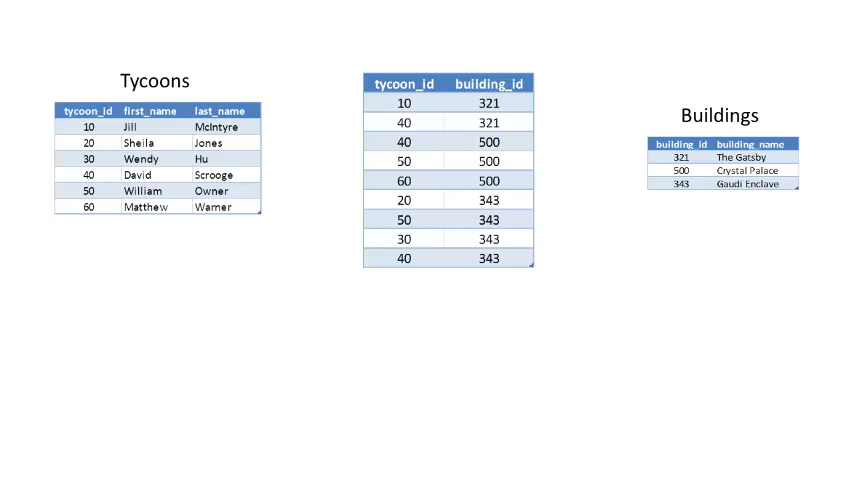 Tycoons
tycoon_id first_name last_name
10 Jill McIntyre
20 Sheila Jones
30 Wendy Hu
40 David Scrooge
50 William Owner
60 Matthew Warner
tycoon_id building_id
10 321
40 321
40 500
50 500
60 500
20 343
50 343
30 343
40 343
Buildings
building_id building_name
321 The Gatsby
500 Crystal Palace
343 Gaudi Enclave